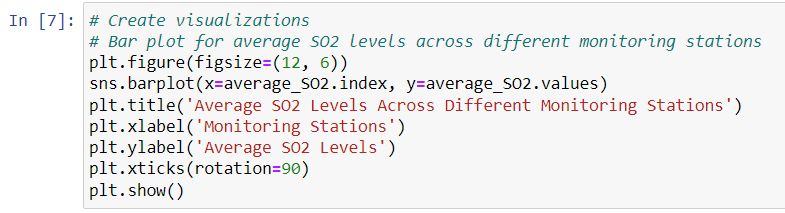 In [7]: # Create visualizations
# Bar plot for average SO2 levels across different monitoring stations
plt.figure(figsize=(12, 6))
sns.barplot(x=average_SO2.index, y=average_SO2.values)
plt.title('Average SO2 Levels Across Different Monitoring Stations')
plt.xlabel('Monitoring Stations')
plt.ylabel('Average SO2 Levels')
plt.xticks(rotation=90)
plt.show()